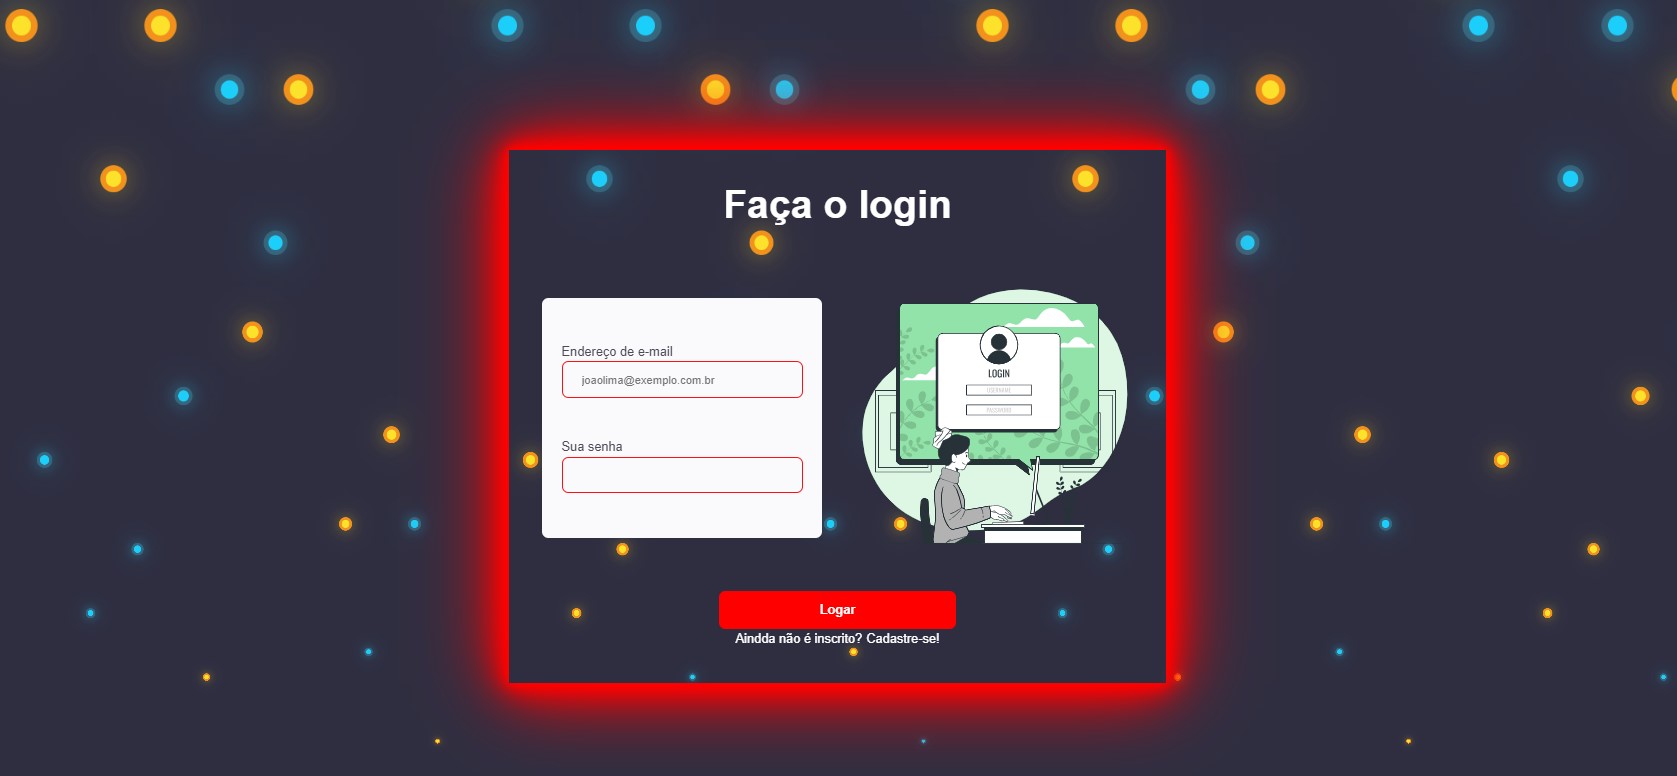 Faça o login
Endereço de e-mail
joaolima@exemplo.com.br
Sua senha
LOGIN
USERNAME
PASSWORD
Logar
Aindda não é inscrito? Cadastre-se!